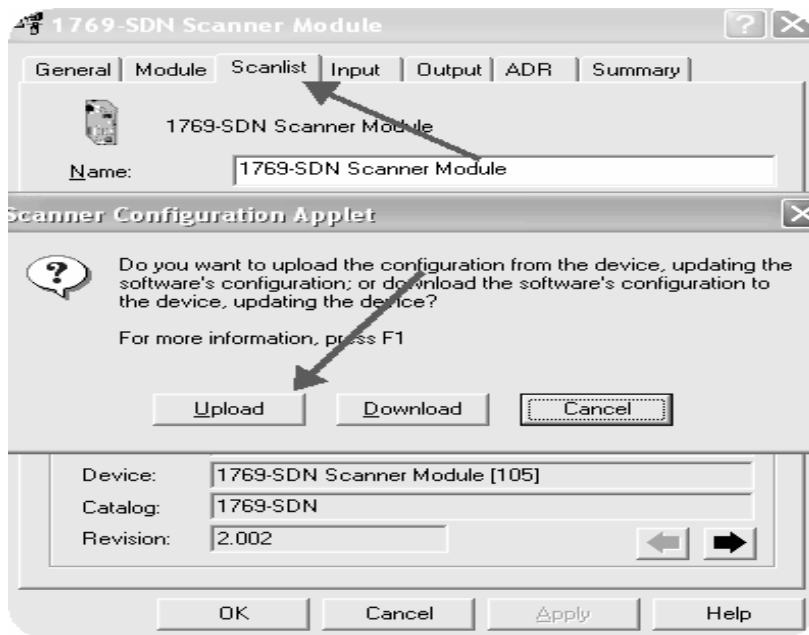 1769-SDN Scanner Module
General Module Scanlist Input Output ADR Summary
1769-SDN Scanner Module
Name: 1769-SDN Scanner Module
Scanner Configuration Applet
Do you want to upload the configuration from the device, updating the
software's configuration; or download the software's configuration to
the device, updating the device?
For more information, press F1
Upload Download Cancel
Device: 1769-SDN Scanner Module [105]
Catalog: 1769-SDN
Revision: 2.002
OK Cancel Apply Help